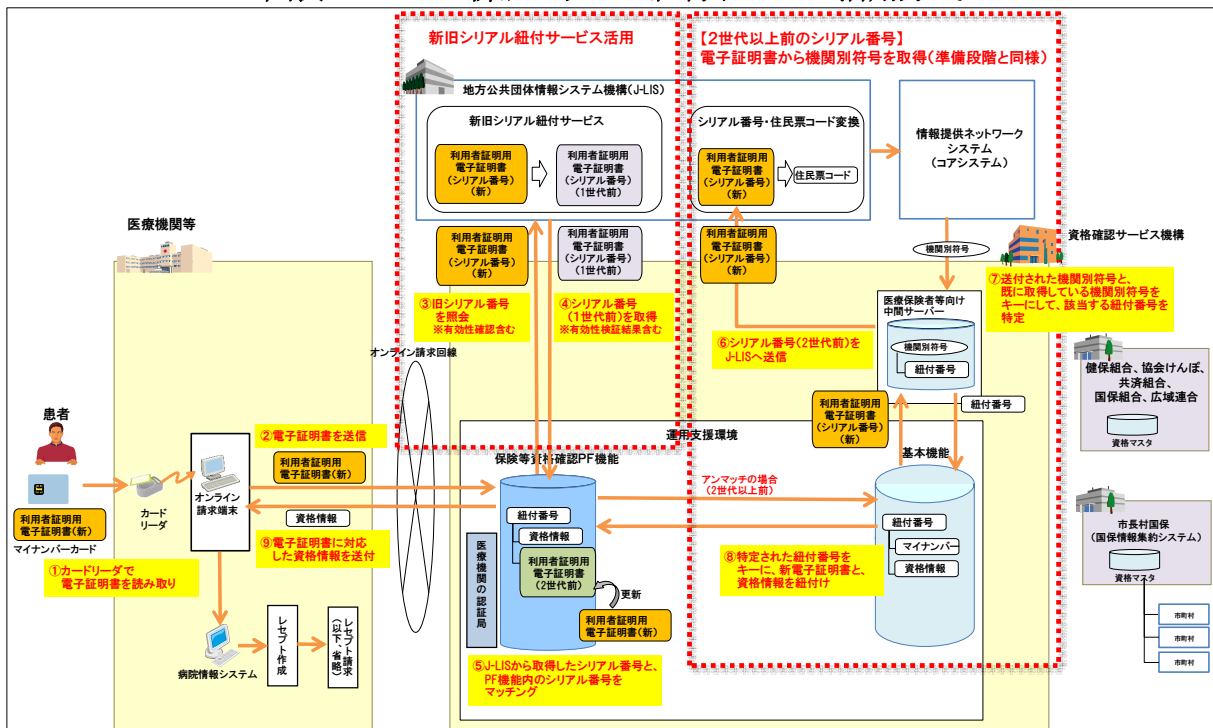 新旧シリアル紐付サービス活用
【2世代以上前のシリアル番号】
電子証明書から機関別符号を取得(準備段階と同様)
地方公共団体情報システム機構(J-LIS)
新旧シリアル紐付サービス
利用者証明用
電子証明書
(シリアル番号)
(新)
利用者証明用
電子証明書
(シリアル番号)
(1世代前)
シリアル番号・住民票コード変換
利用者証明用
電子証明書
(シリアル番号)
(新)
住民票コード
情報提供ネットワーク
システム
(コアシステム)
医療機関等
利用者証明用
電子証明書
(シリアル番号)
(新)
利用者証明用
電子証明書
(シリアル番号)
(1世代前)
利用者証明用
電子証明書
(シリアル番号)
(新)
機関別符号
資格確認サービス機構
③旧シリアル番号
を照会
※有効性確認含む
④シリアル番号
(1世代前)を取得
※有効性検証結果含む
⑦送付された機関別符号と、
既に取得している機関別符号を
キーにして、該当する紐付番号を
特定
医療保険者等向け
中間サーバー
機関別符号
紐付番号
⑥シリアル番号(2世代前)を
J-LISへ送信
オンライン請求回線
健保組合、協会けんぽ、
共済組合、
国保組合、広域連合
資格マスタ
利用者証明用
電子証明書
(シリアル番号)
(新)
紐付番号
患者
運用支援環境
②電子証明書を送信
利用者証明用
電子証明書(新)
保険等資格確認PF機能
基本機能
アンマッチの場合
(2世代以上前)
カード
リーダ
オンライン
請求端末
利用者証明用
電子証明書(新)
マイナンバーカード
資格情報
紐付番号
資格情報
利用者証明用
電子証明書
(2世代前)
紐付番号
マイナンバー
資格情報
市長村国保
(国保情報集約システム)
資格マスタ
①カードリーダで
電子証明書を読み取り
⑨電子証明書に対応
した資格情報を送付
医療機関の認証局
更新
利用者証明用
電子証明書(新)
⑧特定された紐付番号を
キーに、新電子証明書と、
資格情報を紐付け
市町村
市町村
市町村
病院情報システム
レセプト作成
レセプト請求
(以下、省略)
⑤J-LISから取得したシリアル番号と、
PF機能内のシリアル番号を
マッチング